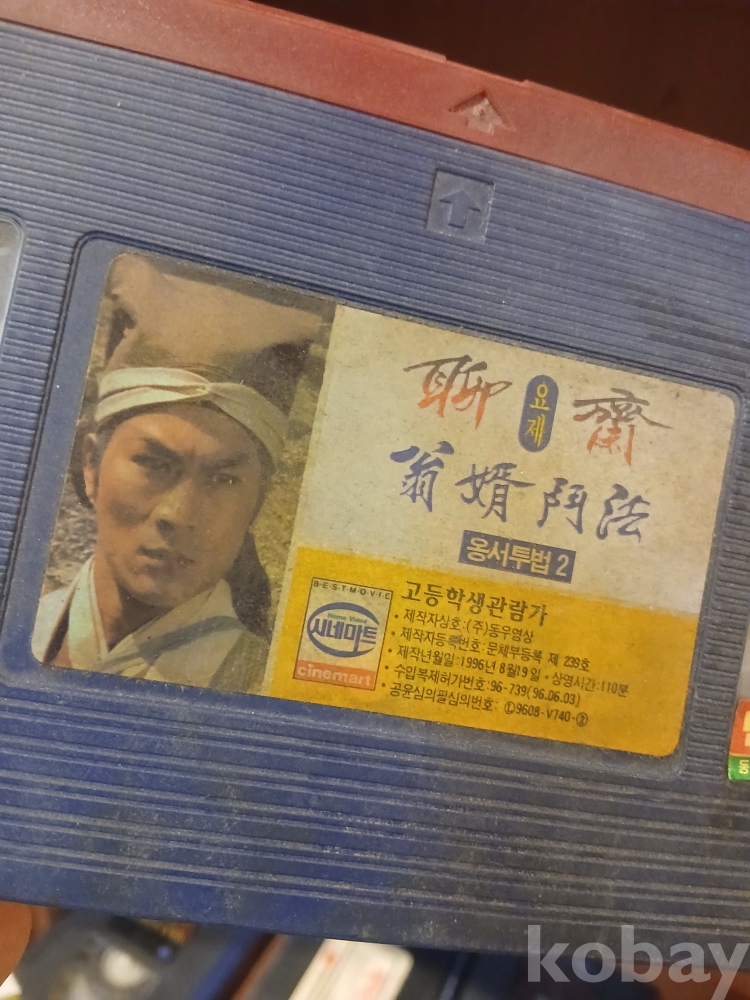 聊 요제 齋
翁婿鬥法
옹서투법 2
고등학생관람가
• 제작자상호:(주)동우영상
• 제작자등록번호:문체부등록 제 239호
• 제작년월일:1996년 8월19일 • 상영시간:110분
• 수입복제허가번호:96-739(96.06.03)
• 공윤심의필심의번호: ①9608-V740-②
B·E·S·T·M·O·V·I·E
Home Video
시네마트
cinemart
kobay